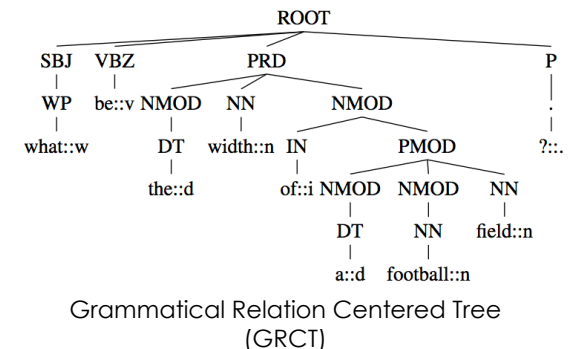 ROOT
SBJ VBZ PRD P
WP be::v NMOD NN NMOD .
what::w DT width::n IN PMOD ?::.
the::d of::i NMOD NMOD NN
DT NN field::n
a::d football::n
Grammatical Relation Centered Tree
(GRCT)